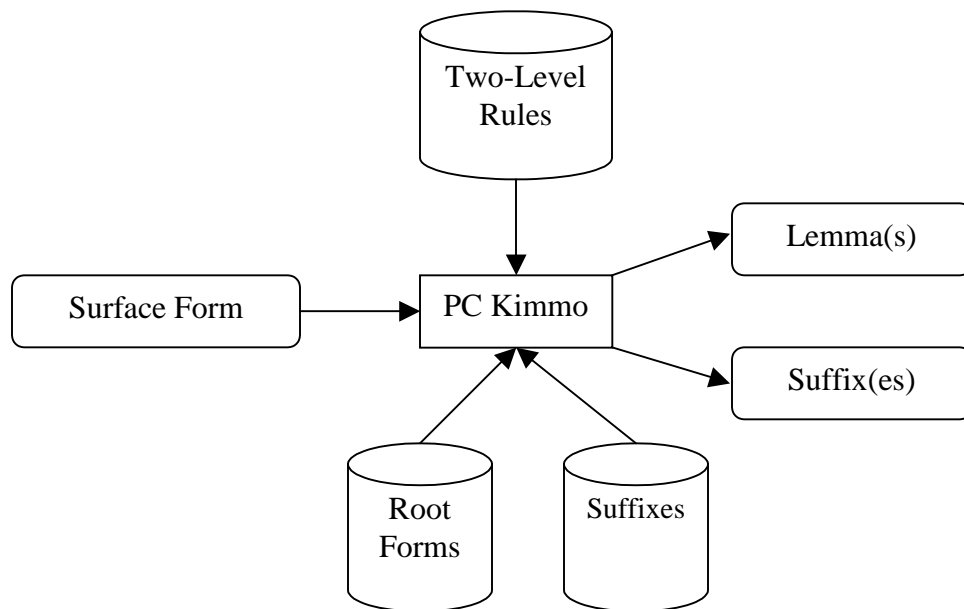 Two-Level
Rules
Lemma(s)
Surface Form
PC Kimmo
Suffix(es)
Root
Forms
Suffixes